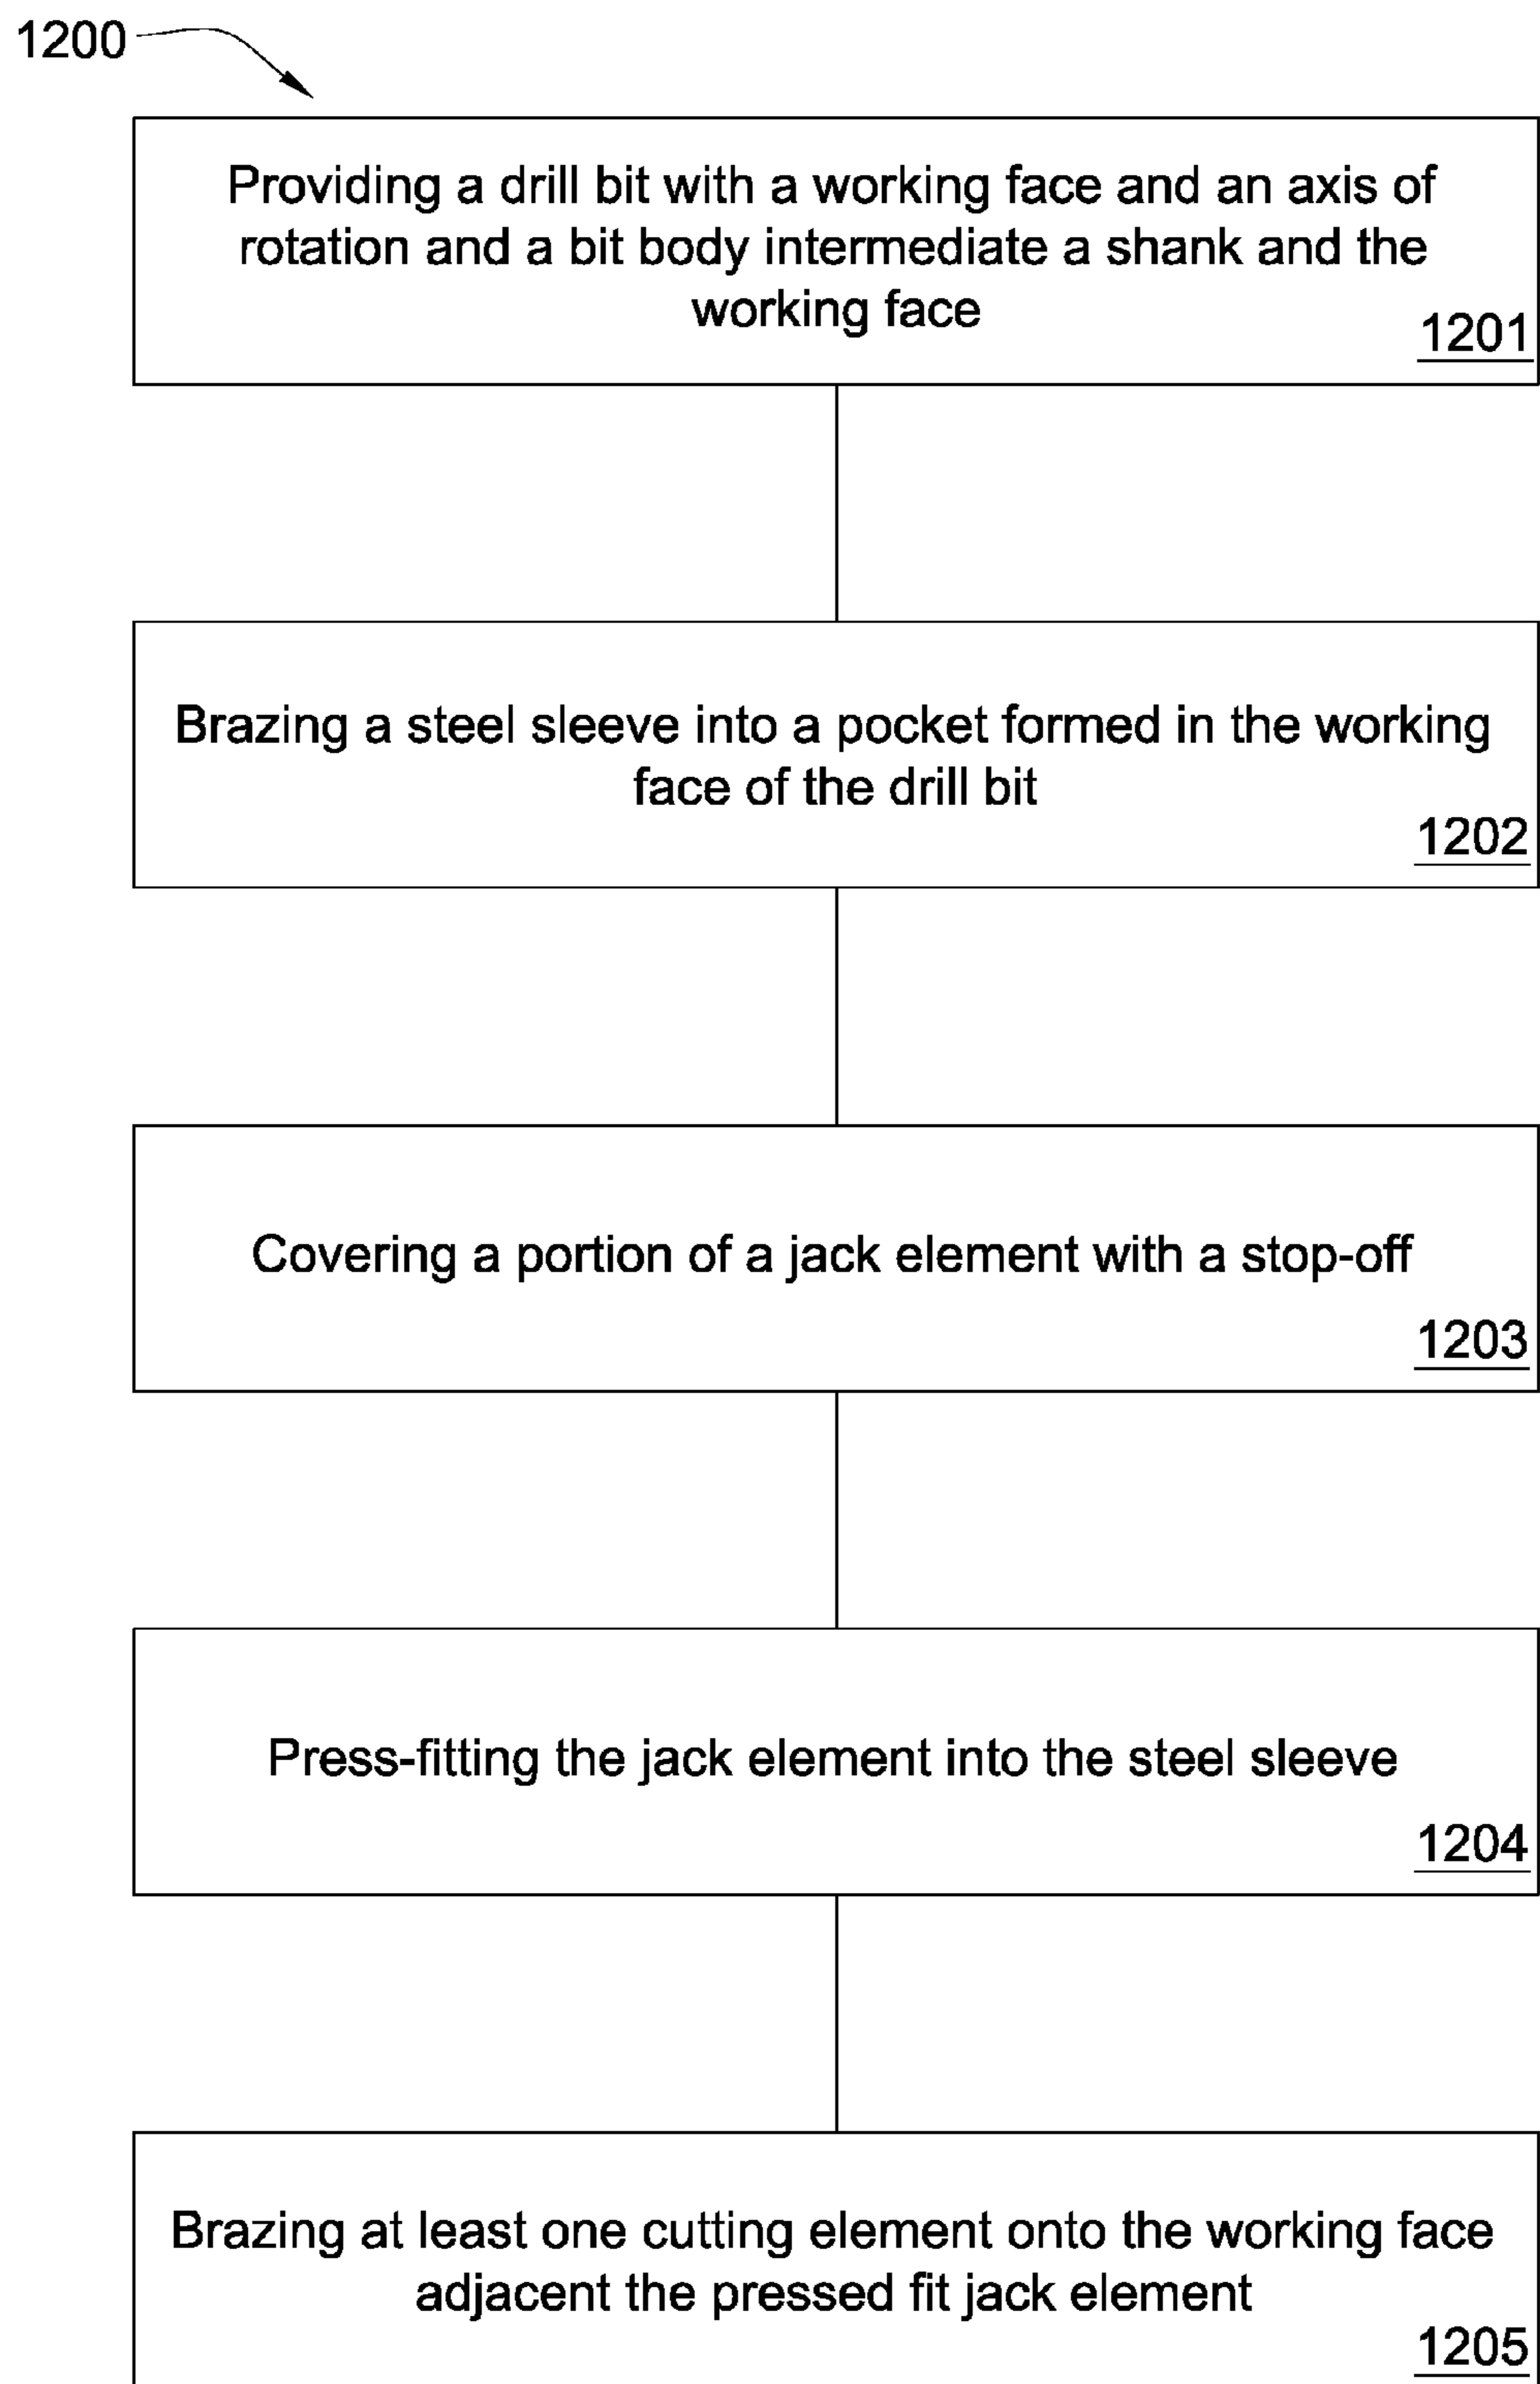 1200
Providing a drill bit with a working face and an axis of
rotation and a bit body intermediate a shank and the
working face
1201
Brazing a steel sleeve into a pocket formed in the working
face of the drill bit
1202
Covering a portion of a jack element with a stop-off
1203
Press-fitting the jack element into the steel sleeve
1204
Brazing at least one cutting element onto the working face
adjacent the pressed fit jack element
1205